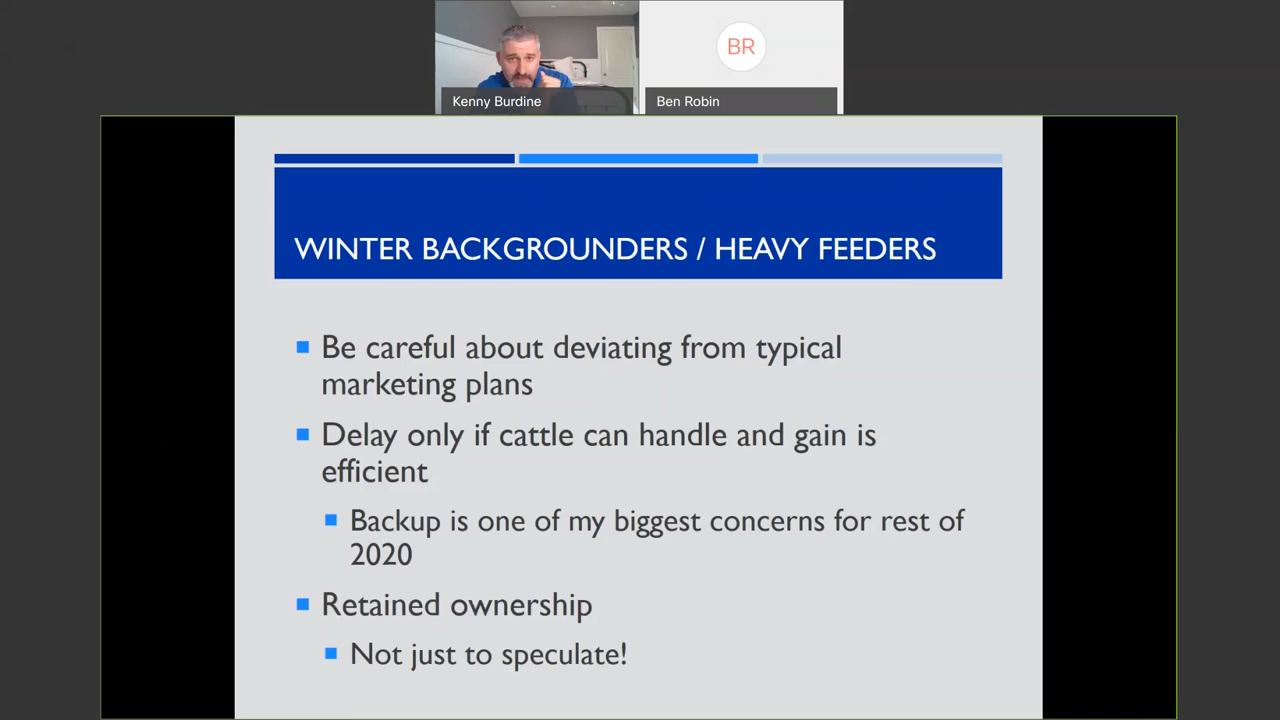 BR
Kenny Burdine
Ben Robin
WINTER BACKGROUNDERS / HEAVY FEEDERS
Be careful about deviating from typical
marketing plans
Delay only if cattle can handle and gain is
efficient
Backup is one of my biggest concerns for rest of
2020
Retained ownership
Not just to speculate!